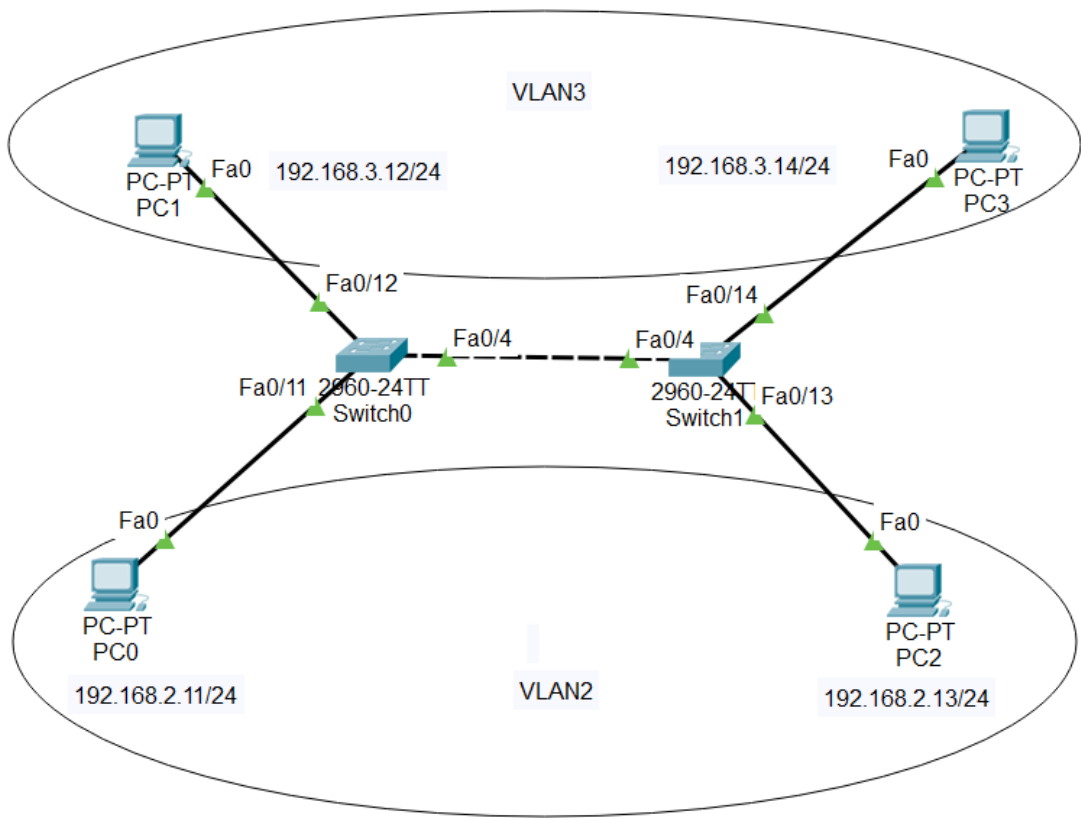 VLAN3
PC-PT
PC1
Fa0
192.168.3.12/24
192.168.3.14/24
Fa0
PC-PT
PC3
Fa0/12
Fa0/14
Fa0/4
Fa0/4
Fa0/11
2960-24TT
Switch0
2960-24TT
Switch1
Fa0/13
Fa0
Fa0
PC-PT
PC0
PC-PT
PC2
192.168.2.11/24
VLAN2
192.168.2.13/24